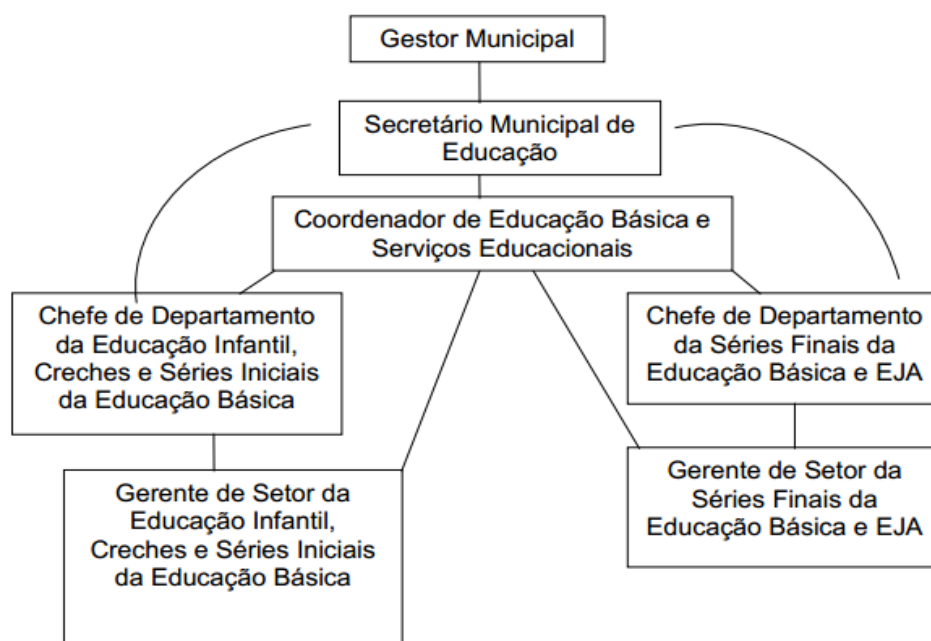 Gestor Municipal
Secretário Municipal de
Educação
Coordenador de Educação Básica e
Serviços Educacionais
Chefe de Departamento
da Educação Infantil,
Creches e Séries Iniciais
da Educação Básica
Chefe de Departamento
da Séries Finais da
Educação Básica e EJA
Gerente de Setor da
Educação Infantil,
Creches e Séries Iniciais
da Educação Básica
Gerente de Setor da
Séries Finais da
Educação Básica e EJA